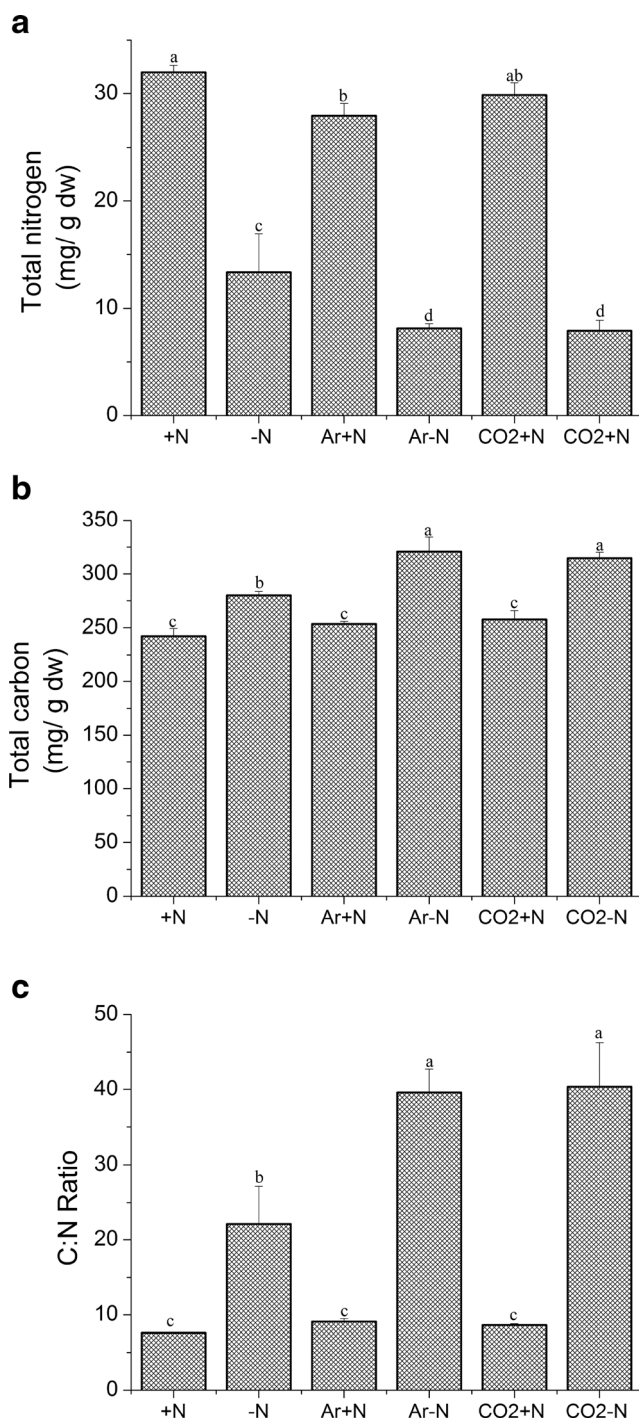 a
Total nitrogen
(mg/ g dw)
30
20
10
0
a
c
b
d
ab
d
+N
-N
Ar+N
Ar-N
CO2+N
CO2+N
b
Total carbon
(mg/ g dw)
350
300
250
200
150
100
50
0
c
b
c
a
c
a
+N
-N
Ar+N
Ar-N
CO2+N
CO2-N
c
C:N Ratio
50
40
30
20
10
0
c
b
c
a
c
a
+N
-N
Ar+N
Ar-N
CO2+N
CO2-N